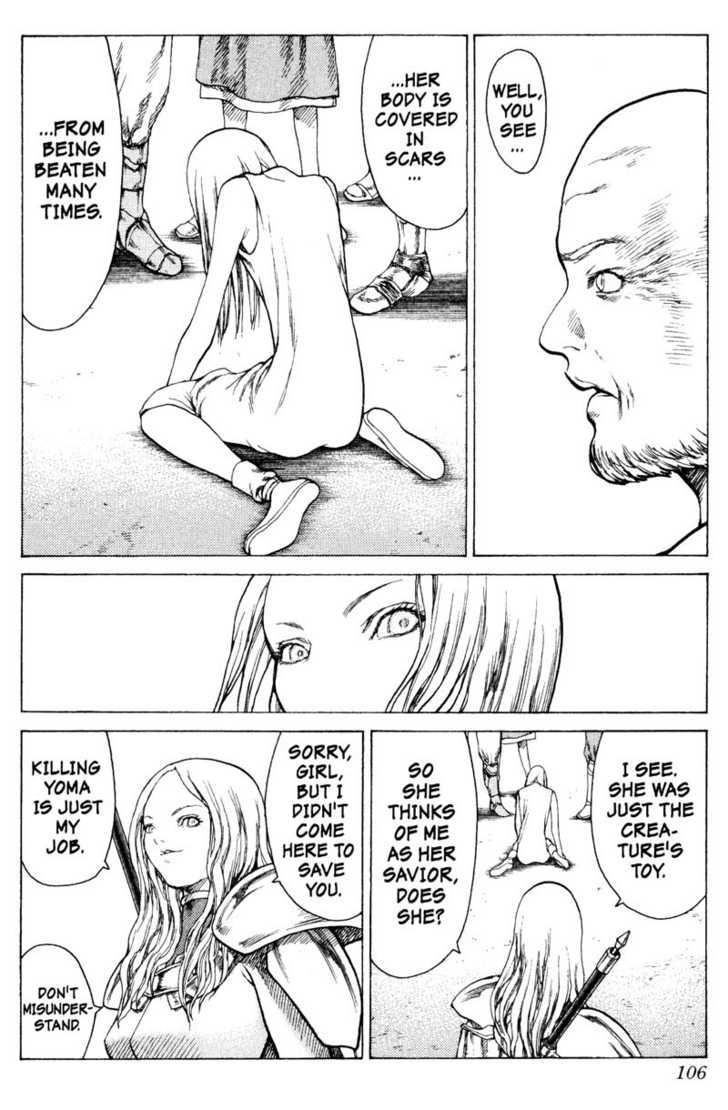 WELL,
YOU
SEE
...
...HER
BODY IS
COVERED
IN
SCARS
...
...FROM
BEING
BEATEN
MANY
TIMES.
I SEE.
SHE WAS
JUST THE
CREA-
TURE'S
TOY.
SO
SHE
THINKS
OF ME
AS HER
SAVIOR,
DOES
SHE?
SORRY,
GIRL,
BUT I
DIDN'T
COME
HERE TO
SAVE
YOU.
KILLING
YOMA
IS JUST
MY
JOB.
DON'T
MISUNDER-
STAND.
106